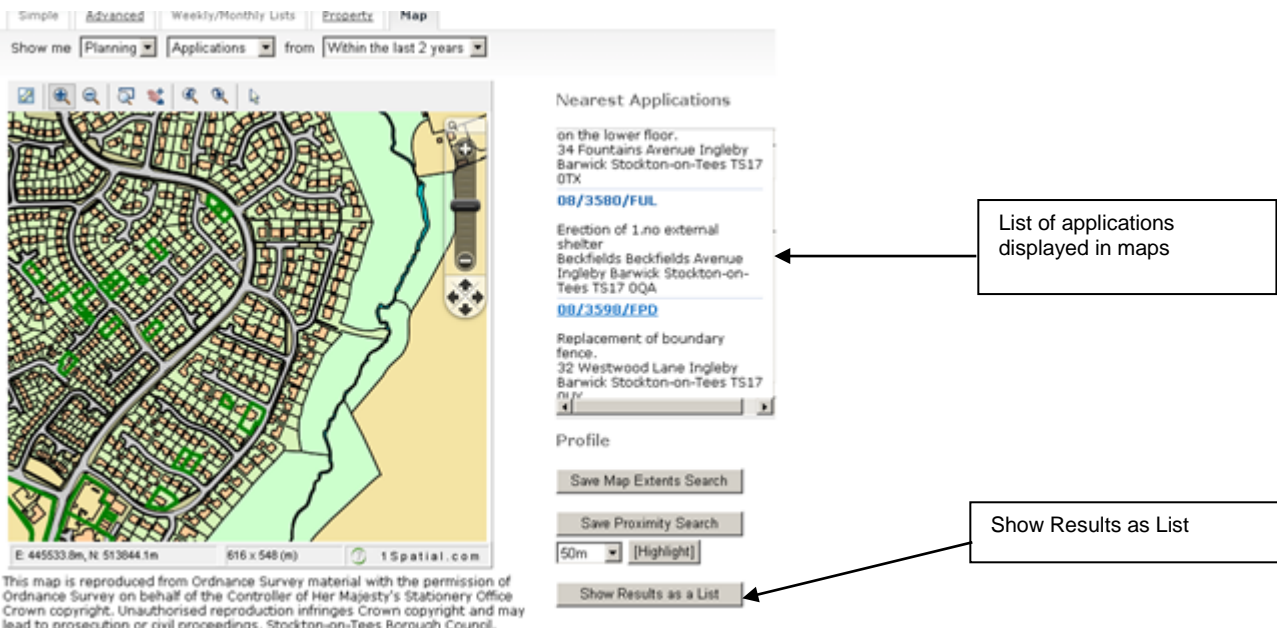 Simple Advanced Weekly/Monthly Lists Property Map
Show me Planning Applications from Within the last 2 years
Nearest Applications
on the lower floor.
34 Fountains Avenue Ingleby
Barwick Stockton-on-Tees TS17
0TX
08/3580/FUL
Erection of 1.no external
shelter
Beckfields Beckfields Avenue
Ingleby Barwick Stockton-on-
Tees TS17 0QA
08/3598/FPD
Replacement of boundary
fence.
32 Westwood Lane Ingleby
Barwick Stockton-on-Tees TS17
List of applications
displayed in maps
Profile
Save Map Extents Search
Save Proximity Search
50m [Highlight]
Show Results as a List
Show Results as List
E: 445533.8m, N: 513844.1m 616 x 548 (m) 1Spatial.com
This map is reproduced from Ordnance Survey material with the permission of
Ordnance Survey on behalf of the Controller of Her Majesty's Stationery Office
Crown copyright. Unauthorised reproduction infringes Crown copyright and may
lead to prosecution or civil proceedings. Stockton-on-Tees Borough Council.